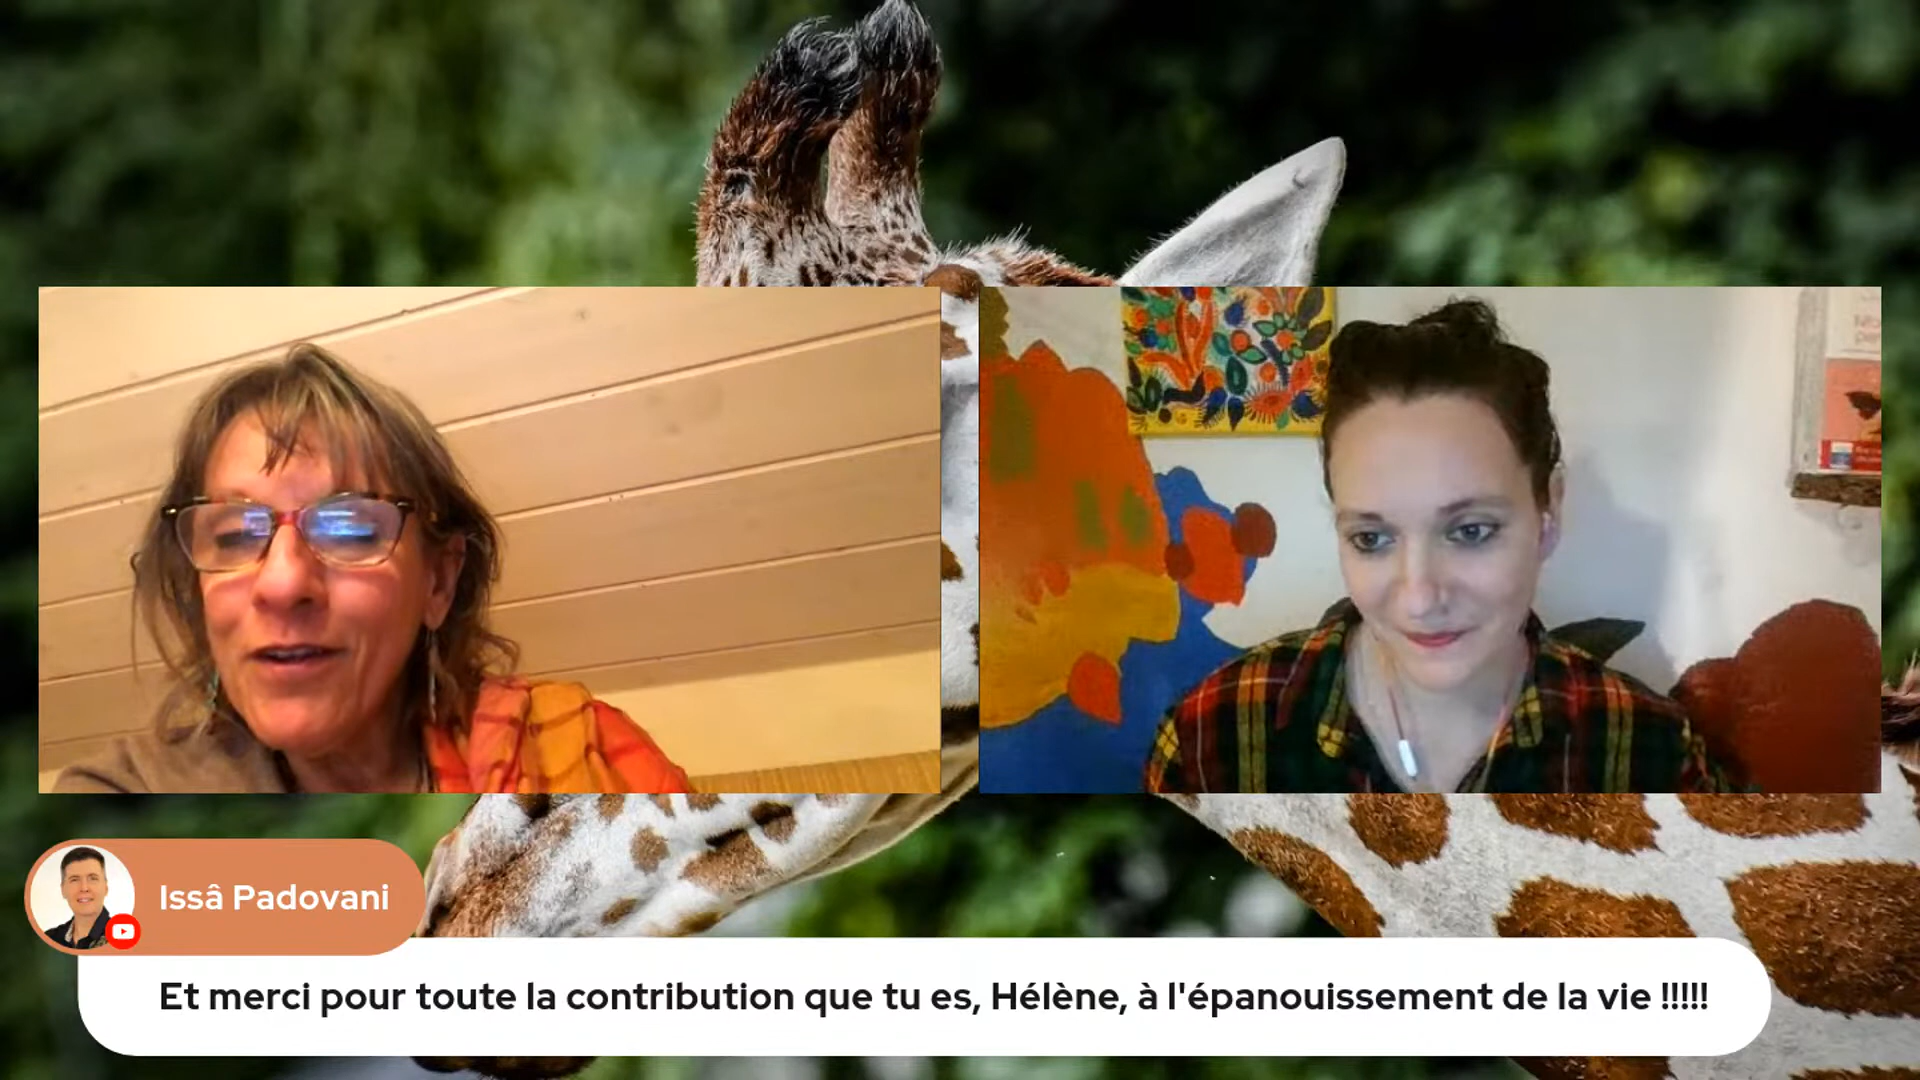 Issâ Padovani
Et merci pour toute la contribution que tu es, Hélène, à l'épanouissement de la vie !!!!!